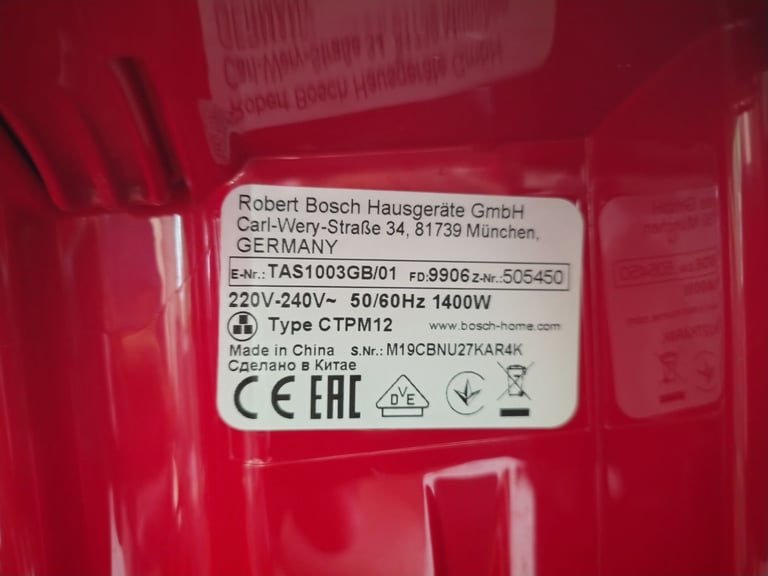 Robert Bosch Hausgeräte GmbH
Carl-Wery-Straße 34, 81739 München,
GERMANY
E-Nr.: TAS1003GB/01 FD:9906 Z-Nr.:505450
220V-240V~ 50/60Hz 1400W
Type CTPM12 www.bosch-home.com
Made in China S.Nr.: M19CBNU27KAR4K
Сделано в Китае
CE EAC DVE